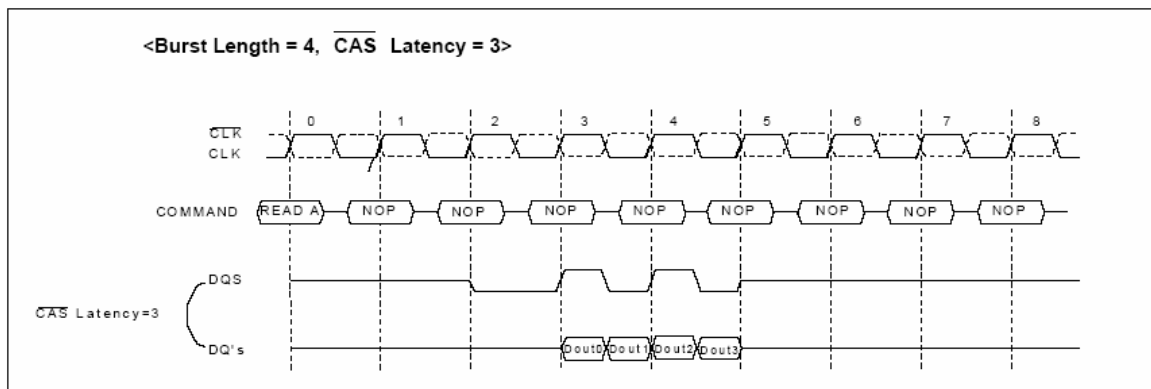 <Burst Length = 4, CAS Latency = 3>
0 1 2 3 4 5 6 7 8
CLK
CLK
COMMAND READ A NOP NOP NOP NOP NOP NOP NOP NOP
DQS
CAS Latency=3
DQ's Dout0 Dout1 Dout2 Dout3